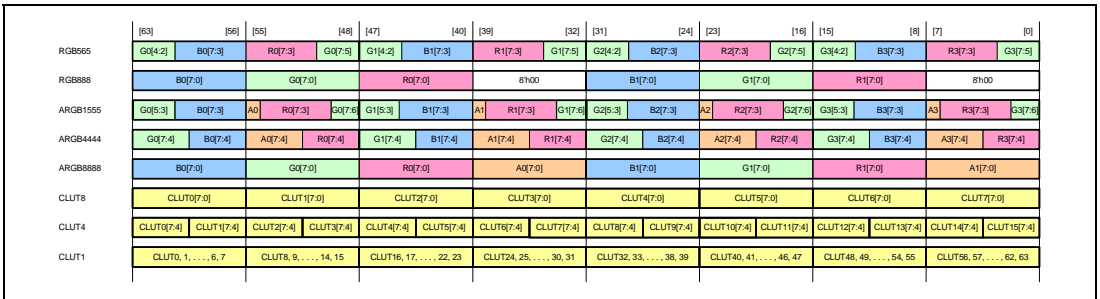 [63] [56] [55] [48] [47] [40] [39] [32] [31] [24] [23] [16] [15] [8] [7] [0]
RGB565 G0[4:2] B0[7:3] R0[7:3] G0[7:5] G1[4:2] B1[7:3] R1[7:3] G1[7:5] G2[4:2] B2[7:3] R2[7:3] G2[7:5] G3[4:2] B3[7:3] R3[7:3] G3[7:5]
RGB888 B0[7:0] G0[7:0] R0[7:0] 8'h00 B1[7:0] G1[7:0] R1[7:0] 8'h00
ARGB1555 G0[5:3] B0[7:3] A0 R0[7:3] G0[7:6] G1[5:3] B1[7:3] A1 R1[7:3] G1[7:6] G2[5:3] B2[7:3] A2 R2[7:3] G2[7:6] G3[5:3] B3[7:3] A3 R3[7:3] G3[7:6]
ARGB4444 G0[7:4] B0[7:4] A0[7:4] R0[7:4] G1[7:4] B1[7:4] A1[7:4] R1[7:4] G2[7:4] B2[7:4] A2[7:4] R2[7:4] G3[7:4] B3[7:4] A3[7:4] R3[7:4]
ARGB8888 B0[7:0] G0[7:0] R0[7:0] A0[7:0] B1[7:0] G1[7:0] R1[7:0] A1[7:0]
CLUT8 CLUT0[7:0] CLUT1[7:0] CLUT2[7:0] CLUT3[7:0] CLUT4[7:0] CLUT5[7:0] CLUT6[7:0] CLUT7[7:0]
CLUT4 CLUT0[7:4] CLUT1[7:4] CLUT2[7:4] CLUT3[7:4] CLUT4[7:4] CLUT5[7:4] CLUT6[7:4] CLUT7[7:4] CLUT8[7:4] CLUT9[7:4] CLUT10[7:4] CLUT11[7:4] CLUT12[7:4] CLUT13[7:4] CLUT14[7:4] CLUT15[7:4]
CLUT1 CLUT0, 1, . . . , 6, 7 CLUT8, 9, . . . , 14, 15 CLUT16, 17, . . . , 22, 23 CLUT24, 25, . . . , 30, 31 CLUT32, 33, . . . , 38, 39 CLUT40, 41, . . . , 46, 47 CLUT48, 49, . . . , 54, 55 CLUT56, 57, . . . , 62, 63